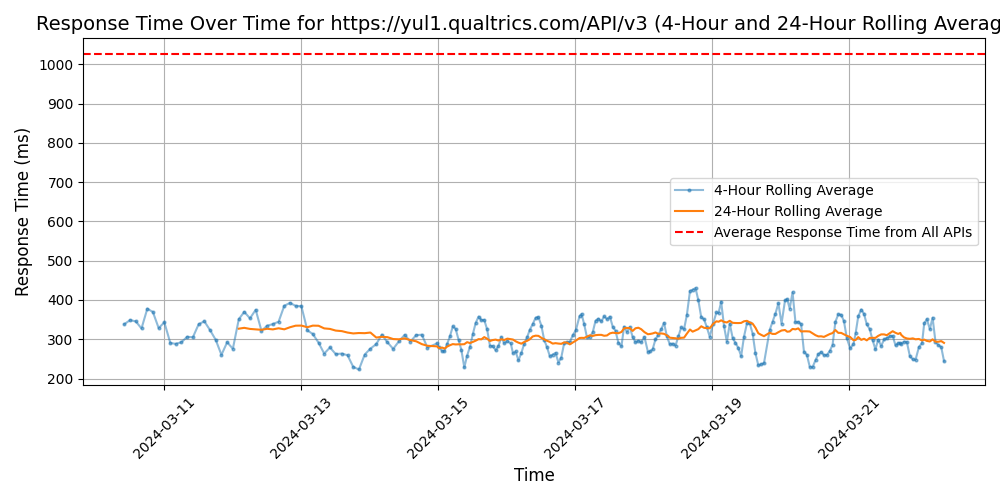 Response Time Over Time for https://yul1.qualtrics.com/API/v3 (4-Hour and 24-Hour Rolling Averag
Response Time (ms)
1000
900
800
700
600
500
400
300
200
4-Hour Rolling Average
24-Hour Rolling Average
Average Response Time from All APIs
2024-03-11
2024-03-13
2024-03-15
2024-03-17
2024-03-19
2024-03-21
Time